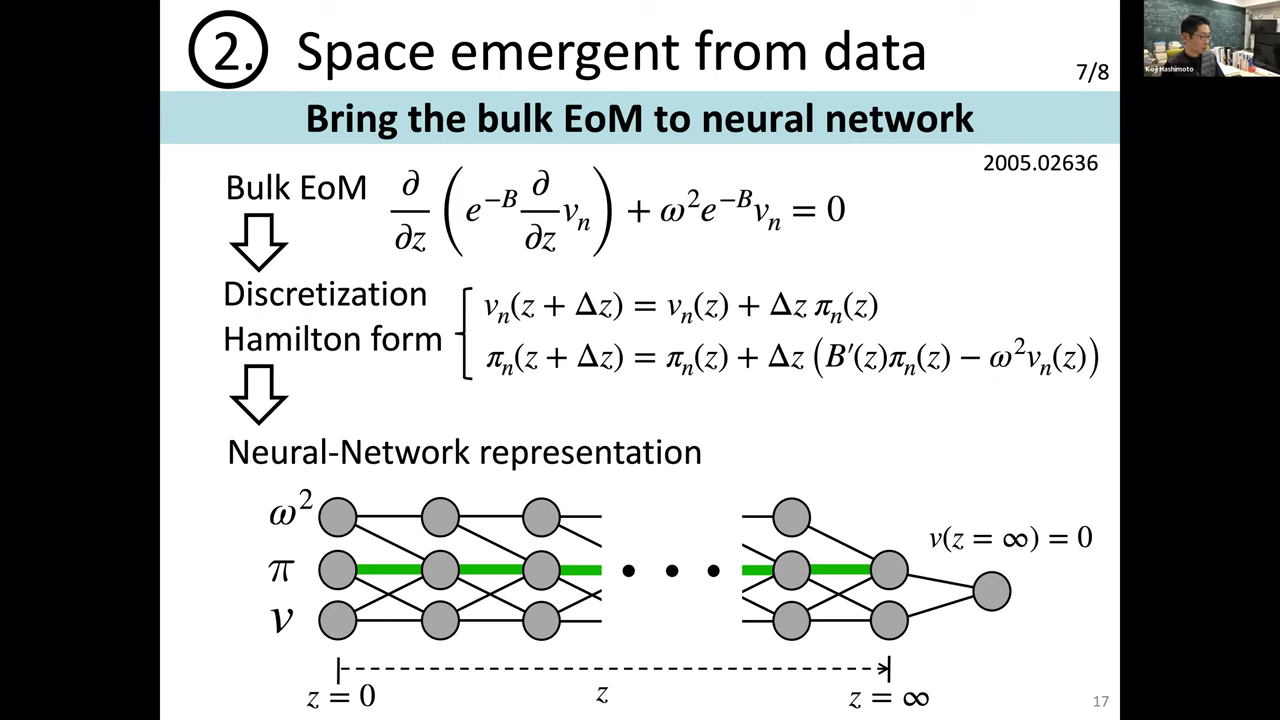 2. Space emergent from data
7/8
Bring the bulk EoM to neural network
2005.02636
Bulk EoM ∂/∂z ( e^{−B} ∂/∂z v_n ) + ω² e^{−B} v_n = 0
Discretization v_n(z + Δz) = v_n(z) + Δz π_n(z)
Hamilton form π_n(z + Δz) = π_n(z) + Δz ( B′(z)π_n(z) − ω² v_n(z) )
Neural-Network representation
ω²
v(z = ∞) = 0
π
v
z = 0 z z = ∞
17
Koji Hashimoto